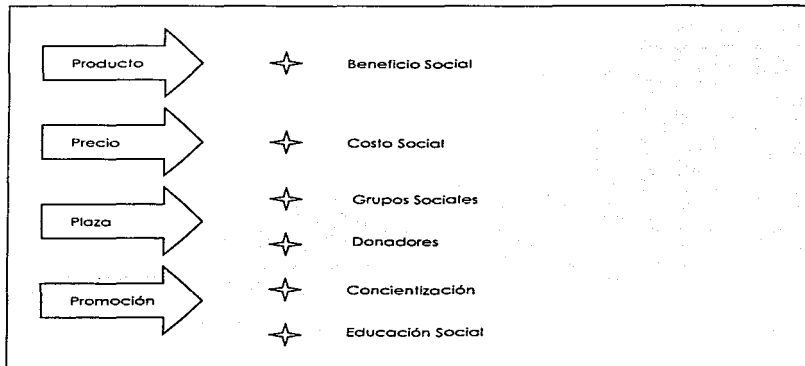 Producto
Beneficio Social
Precio
Costo Social
Plaza
Grupos Sociales
Donadores
Promoción
Concientización
Educación Social